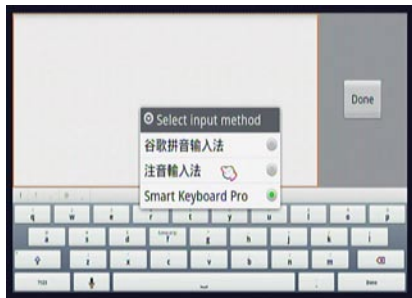 Done
Select input method
谷歌拼音输入法
注音輸入法
Smart Keyboard Pro
q w e r t y u i o p
a s d f g h j k l
z x c v b n m
?123
Done